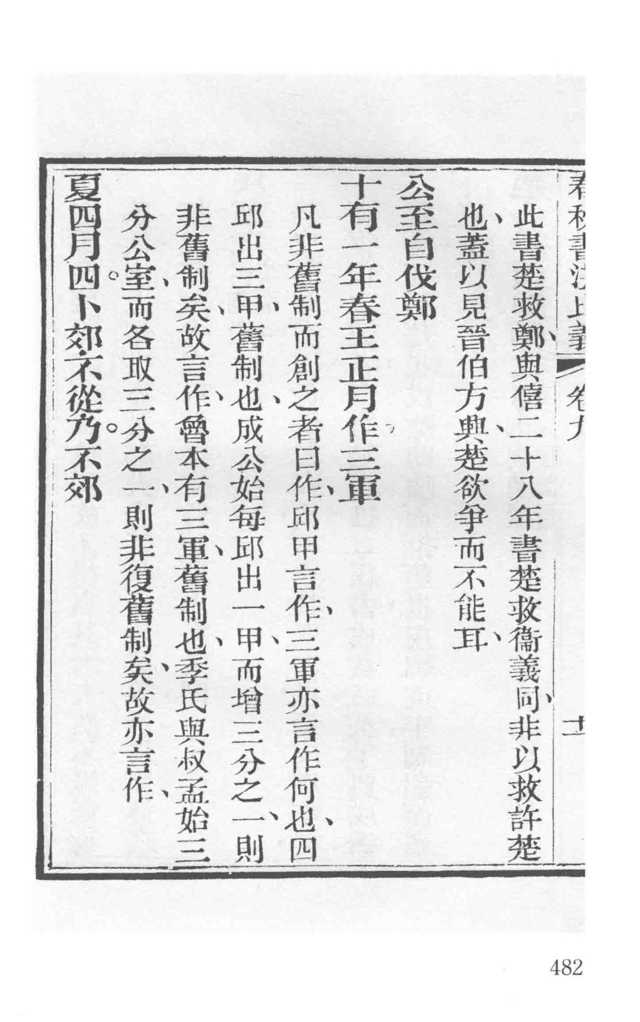 春秋書法比義 卷九 十一
此書楚救鄭、與僖二十八年書楚救衞義同、非以救許楚
也、蓋以見晉伯方興、楚欲爭而不能耳、
公至自伐鄭
十有一年春王正月作三軍
凡非舊制而創之者曰作、邱甲言作、三軍亦言作何也、四
邱出三甲、舊制也、成公始每邱出一甲、而增三分之一、則
非舊制矣、故言作、魯本有三軍、舊制也、季氏與叔孟始三
分公室、而各取三分之一、則非復舊制矣、故亦言作、
夏四月。四卜郊不從。乃不郊
482